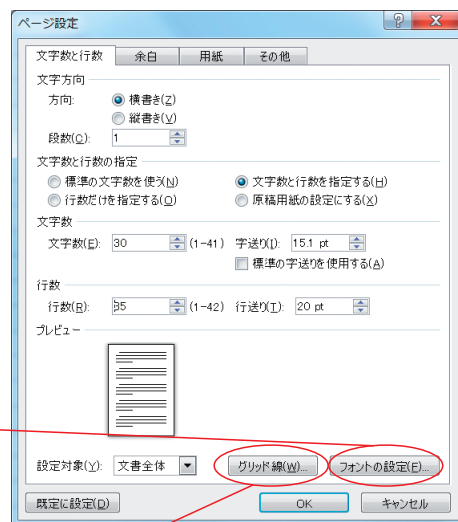 ページ設定
文字数と行数 余白 用紙 その他
文字方向
方向: 横書き(Z)
縦書き(V)
段数(C): 1
文字数と行数の指定
標準の文字数を使う(N) 文字数と行数を指定する(H)
行数だけを指定する(O) 原稿用紙の設定にする(X)
文字数
文字数(E): 30 (1-41) 字送り(I): 15.1 pt
標準の字送りを使用する(A)
行数
行数(R): 35 (1-42) 行送り(T): 20 pt
プレビュー
設定対象(Y): 文書全体 グリッド線(W)... フォントの設定(F)...
既定に設定(D) OK キャンセル